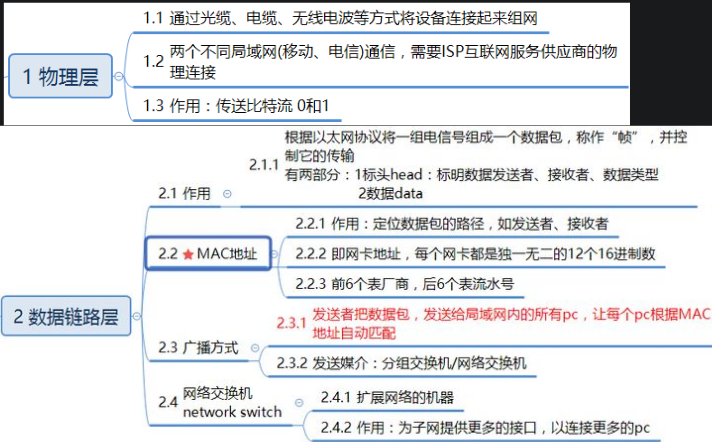 1 物理层
1.1 通过光缆、电缆、无线电波等方式将设备连接起来组网
1.2 两个不同局域网(移动、电信)通信，需要ISP互联网服务供应商的物
理连接
1.3 作用：传送比特流 0和1
2 数据链路层
2.1 作用
2.1.1 根据以太网协议将一组电信号组成一个数据包，称作“帧”，并控
制它的传输
有两部分：1标头head：标明数据发送者、接收者、数据类型
2数据data
2.2 ★ MAC地址
2.2.1 作用：定位数据包的路径，如发送者、接收者
2.2.2 即网卡地址，每个网卡都是独一无二的12个16进制数
2.2.3 前6个表厂商，后6个表流水号
2.3 广播方式
2.3.1 发送者把数据包，发送给局域网内的所有pc，让每个pc根据MAC
地址自动匹配
2.3.2 发送媒介：分组交换机/网络交换机
2.4 网络交换机
network switch
2.4.1 扩展网络的机器
2.4.2 作用：为子网提供更多的接口，以连接更多的pc